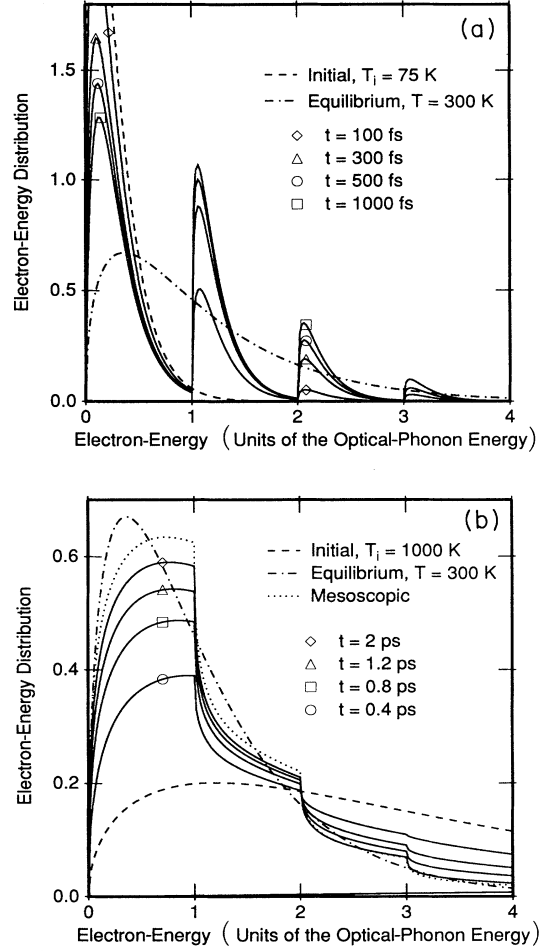 (a)
1.5
1.0
0.5
0.0
Electron-Energy Distribution
Initial, Ti = 75 K
Equilibrium, T = 300 K
t = 100 fs
t = 300 fs
t = 500 fs
t = 1000 fs
0 1 2 3 4
Electron-Energy ( Units of the Optical-Phonon Energy)
(b)
0.6
0.4
0.2
0.0
Electron-Energy Distribution
Initial, Ti = 1000 K
Equilibrium, T = 300 K
Mesoscopic
t = 2 ps
t = 1.2 ps
t = 0.8 ps
t = 0.4 ps
0 1 2 3 4
Electron-Energy ( Units of the Optical-Phonon Energy)